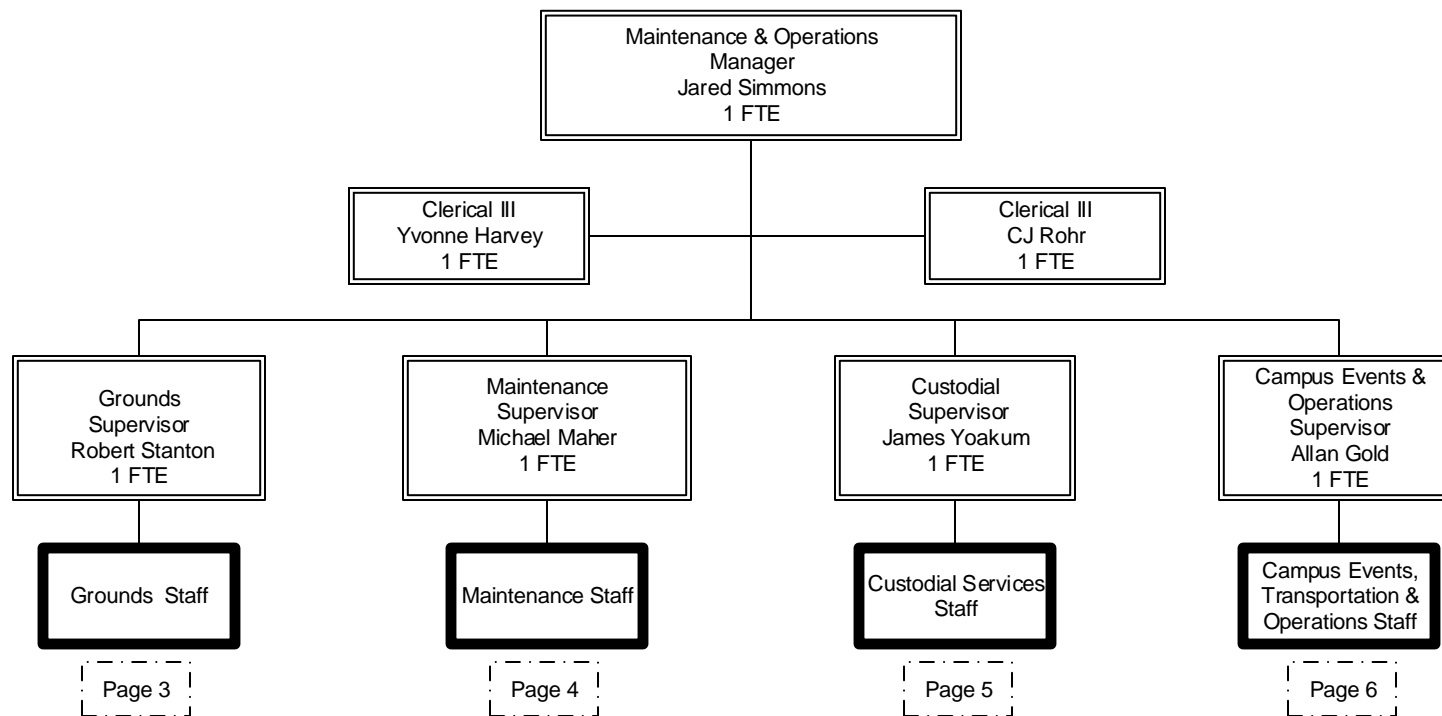 Maintenance & Operations
Manager
Jared Simmons
1 FTE
Clerical III
Yvonne Harvey
1 FTE
Clerical III
CJ Rohr
1 FTE
Grounds
Supervisor
Robert Stanton
1 FTE
Maintenance
Supervisor
Michael Maher
1 FTE
Custodial
Supervisor
James Yoakum
1 FTE
Campus Events &
Operations
Supervisor
Allan Gold
1 FTE
Grounds Staff
Maintenance Staff
Custodial Services
Staff
Campus Events,
Transportation &
Operations Staff
Page 3
Page 4
Page 5
Page 6